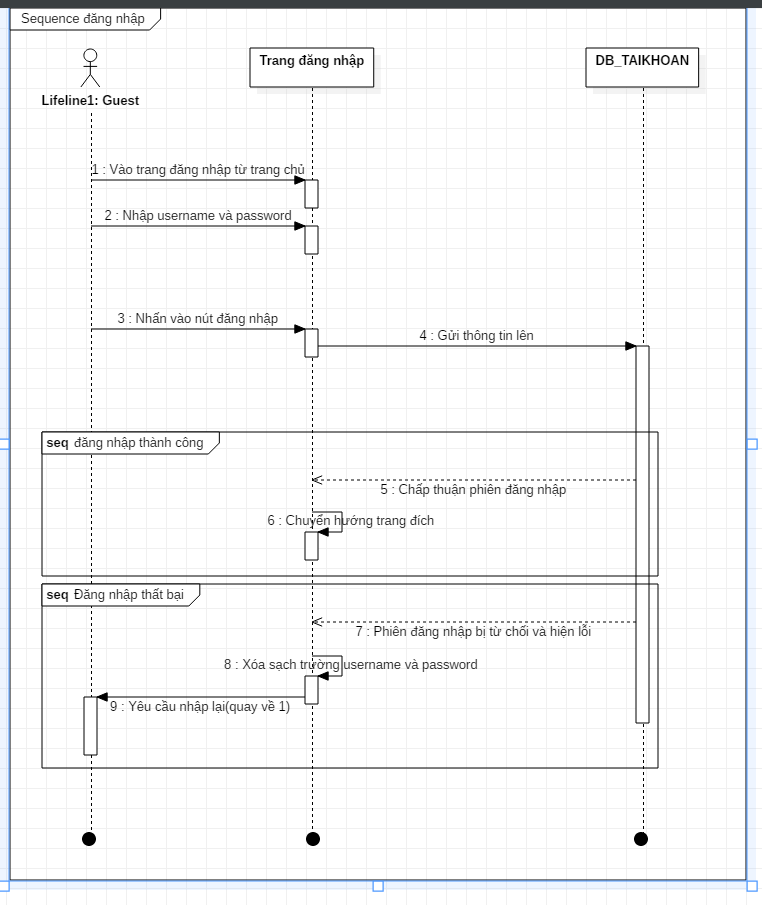 Sequence đăng nhập
Trang đăng nhập
DB_TAIKHOAN
Lifeline1: Guest
1 : Vào trang đăng nhập từ trang chủ
2 : Nhập username và password
3 : Nhấn vào nút đăng nhập
4 : Gửi thông tin lên
seq đăng nhập thành công
5 : Chấp thuận phiên đăng nhập
6 : Chuyển hướng trang đích
seq Đăng nhập thất bại
7 : Phiên đăng nhập bị từ chối và hiện lỗi
8 : Xóa sạch trường username và password
9 : Yêu cầu nhập lại(quay về 1)